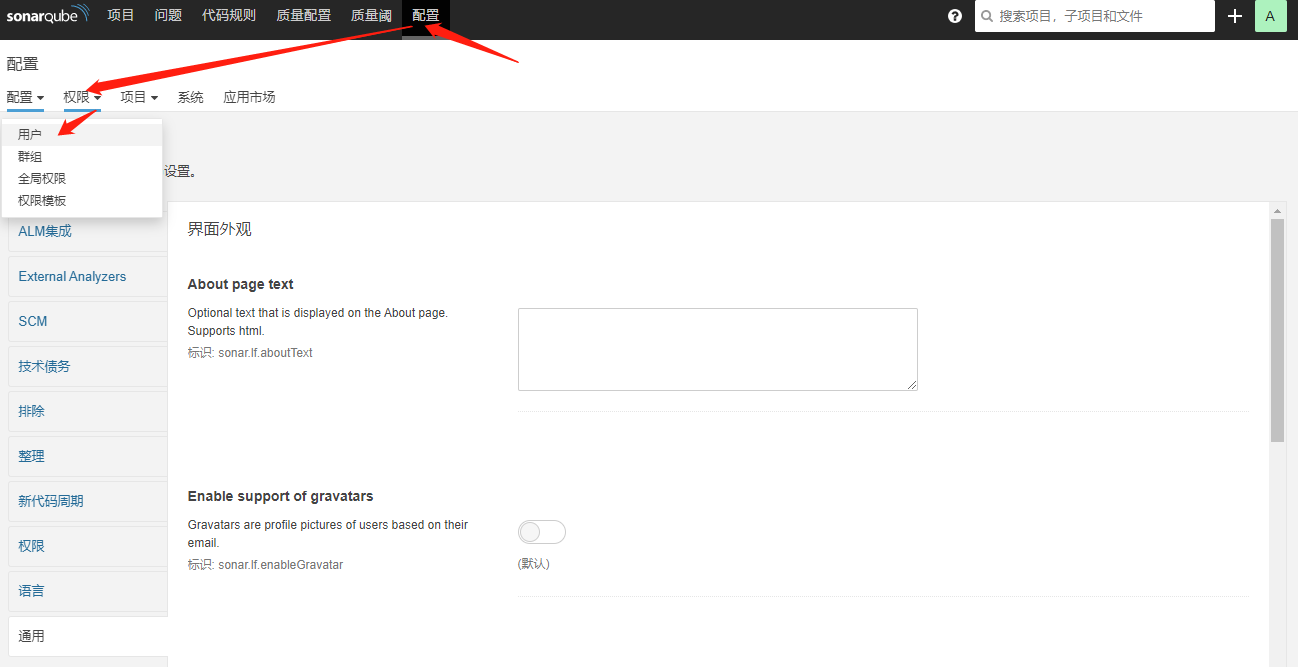 sonarqube 项目 问题 代码规则 质量配置 质量阈 配置 ? 搜索项目，子项目和文件 + A
配置
配置 权限 项目 系统 应用市场
用户
群组
全局权限
权限模板
设置。
ALM集成
External Analyzers
SCM
技术债务
排除
整理
新代码周期
权限
语言
通用
界面外观
About page text
Optional text that is displayed on the About page.
Supports html.
标识: sonar.lf.aboutText
Enable support of gravatars
Gravatars are profile pictures of users based on their
email.
标识: sonar.lf.enableGravatar
(默认)